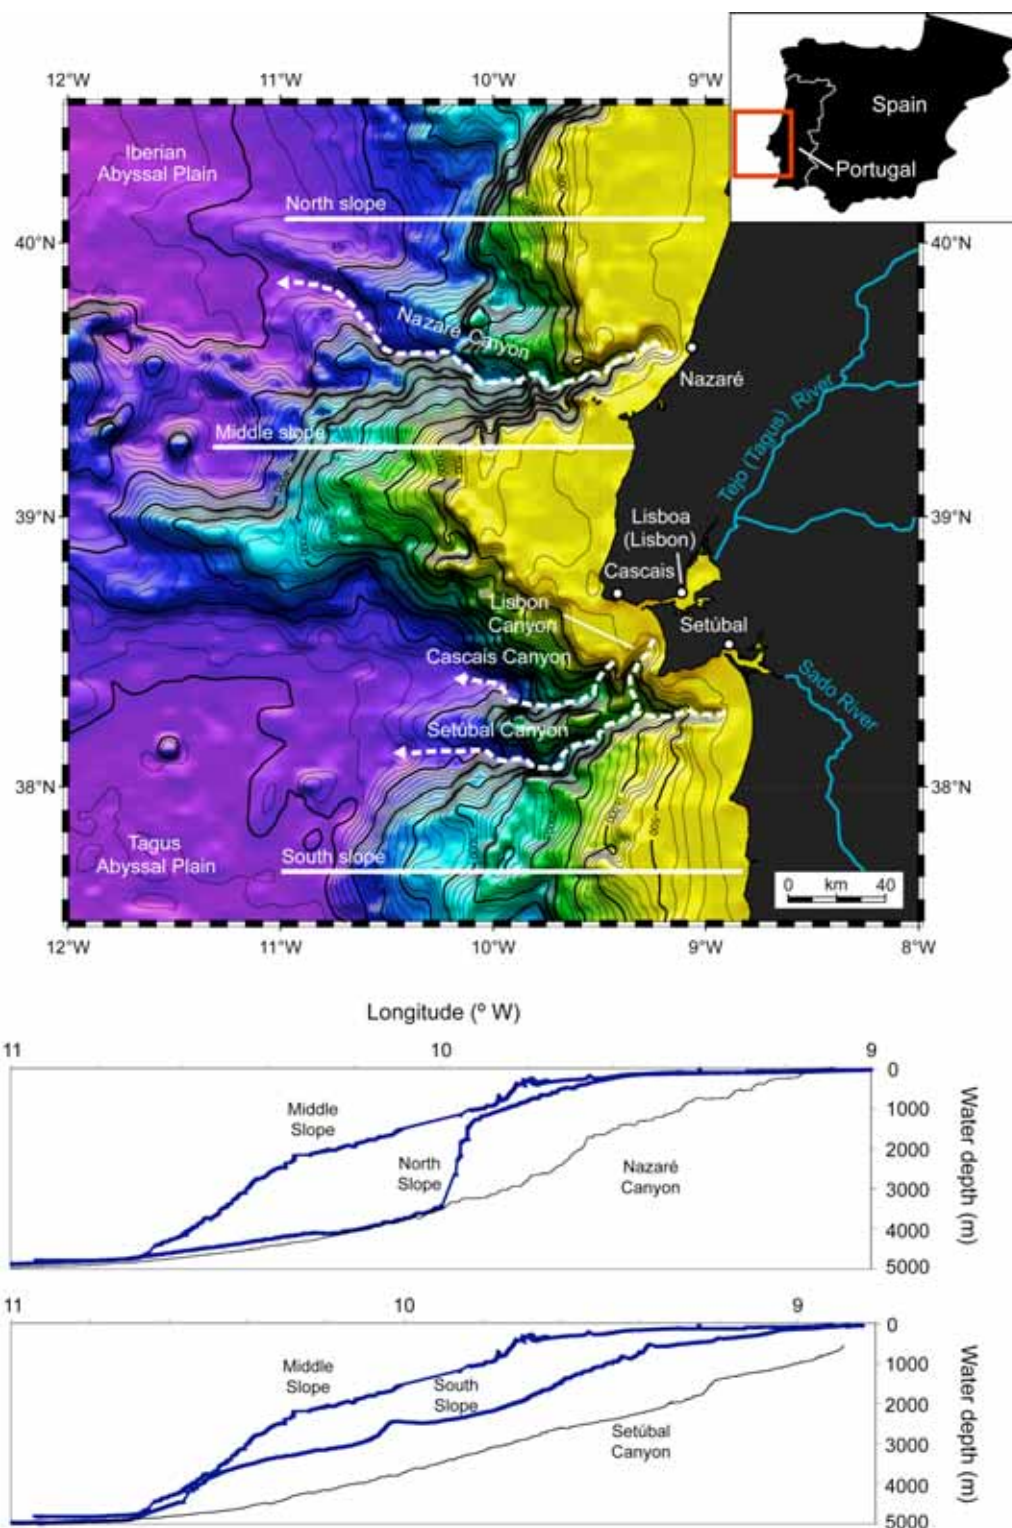 12°W
11°W
10°W
9°W
Spain
Portugal
Iberian
Abyssal Plain
North slope
40°N
40°N
Nazaré Canyon
Nazaré
Tejo (Tagus) River
Middle slope
39°N
39°N
Lisboa
(Lisbon)
Cascais
Lisbon
Canyon
Setúbal
Cascais Canyon
Sado River
Setúbal Canyon
38°N
38°N
Tagus
Abyssal Plain
South slope
0 km 40
12°W
11°W
10°W
9°W
8°W
Longitude (º W)
11
10
9
0
1000
2000
3000
4000
5000
Water depth (m)
Middle
Slope
North
Slope
Nazaré
Canyon
11
10
9
0
1000
2000
3000
4000
5000
Water depth (m)
Middle
Slope
South
Slope
Setúbal
Canyon